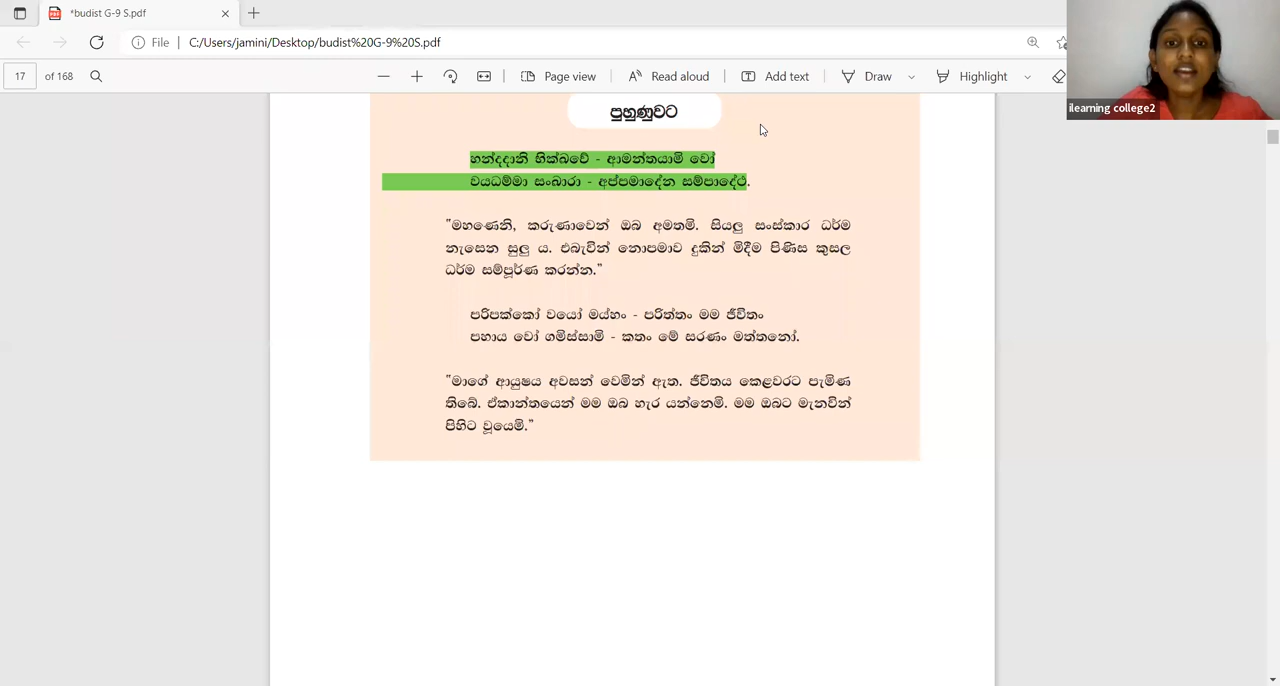 *budist G-9 S.pdf
File
C:/Users/jamini/Desktop/budist%20G-9%20S.pdf
17 of 168
Page view
Read aloud
Add text
Draw
Highlight
ilearning college2
පුහුණුවට
හන්දදානි භික්ඛවේ - ආමන්තයාමි වෝ
වයධම්මා සංඛාරා - අප්පමාදේන සම්පාදේථ.
"මහණෙනි, කරුණාවෙන් ඔබ අමතමි. සියලු සංස්කාර ධර්ම
නැසෙන සුලු ය. එබැවින් නොපමාව දුකින් මිදීම පිණිස කුසල
ධර්ම සම්පූර්ණ කරන්න."
පරිපක්කෝ වයෝ මය්හං - පරිත්තං මම ජීවිතං
පහාය වෝ ගමිස්සාමි - කතං මේ සරණං මත්තනෝ.
"මාගේ ආයුෂය අවසන් වෙමින් ඇත. ජීවිතය කෙළවරට පැමිණ
තිබේ. ඒකාන්තයෙන් මම ඔබ හැර යන්නෙමි. මම ඔබට මැනවින්
පිහිට වූයෙමි."